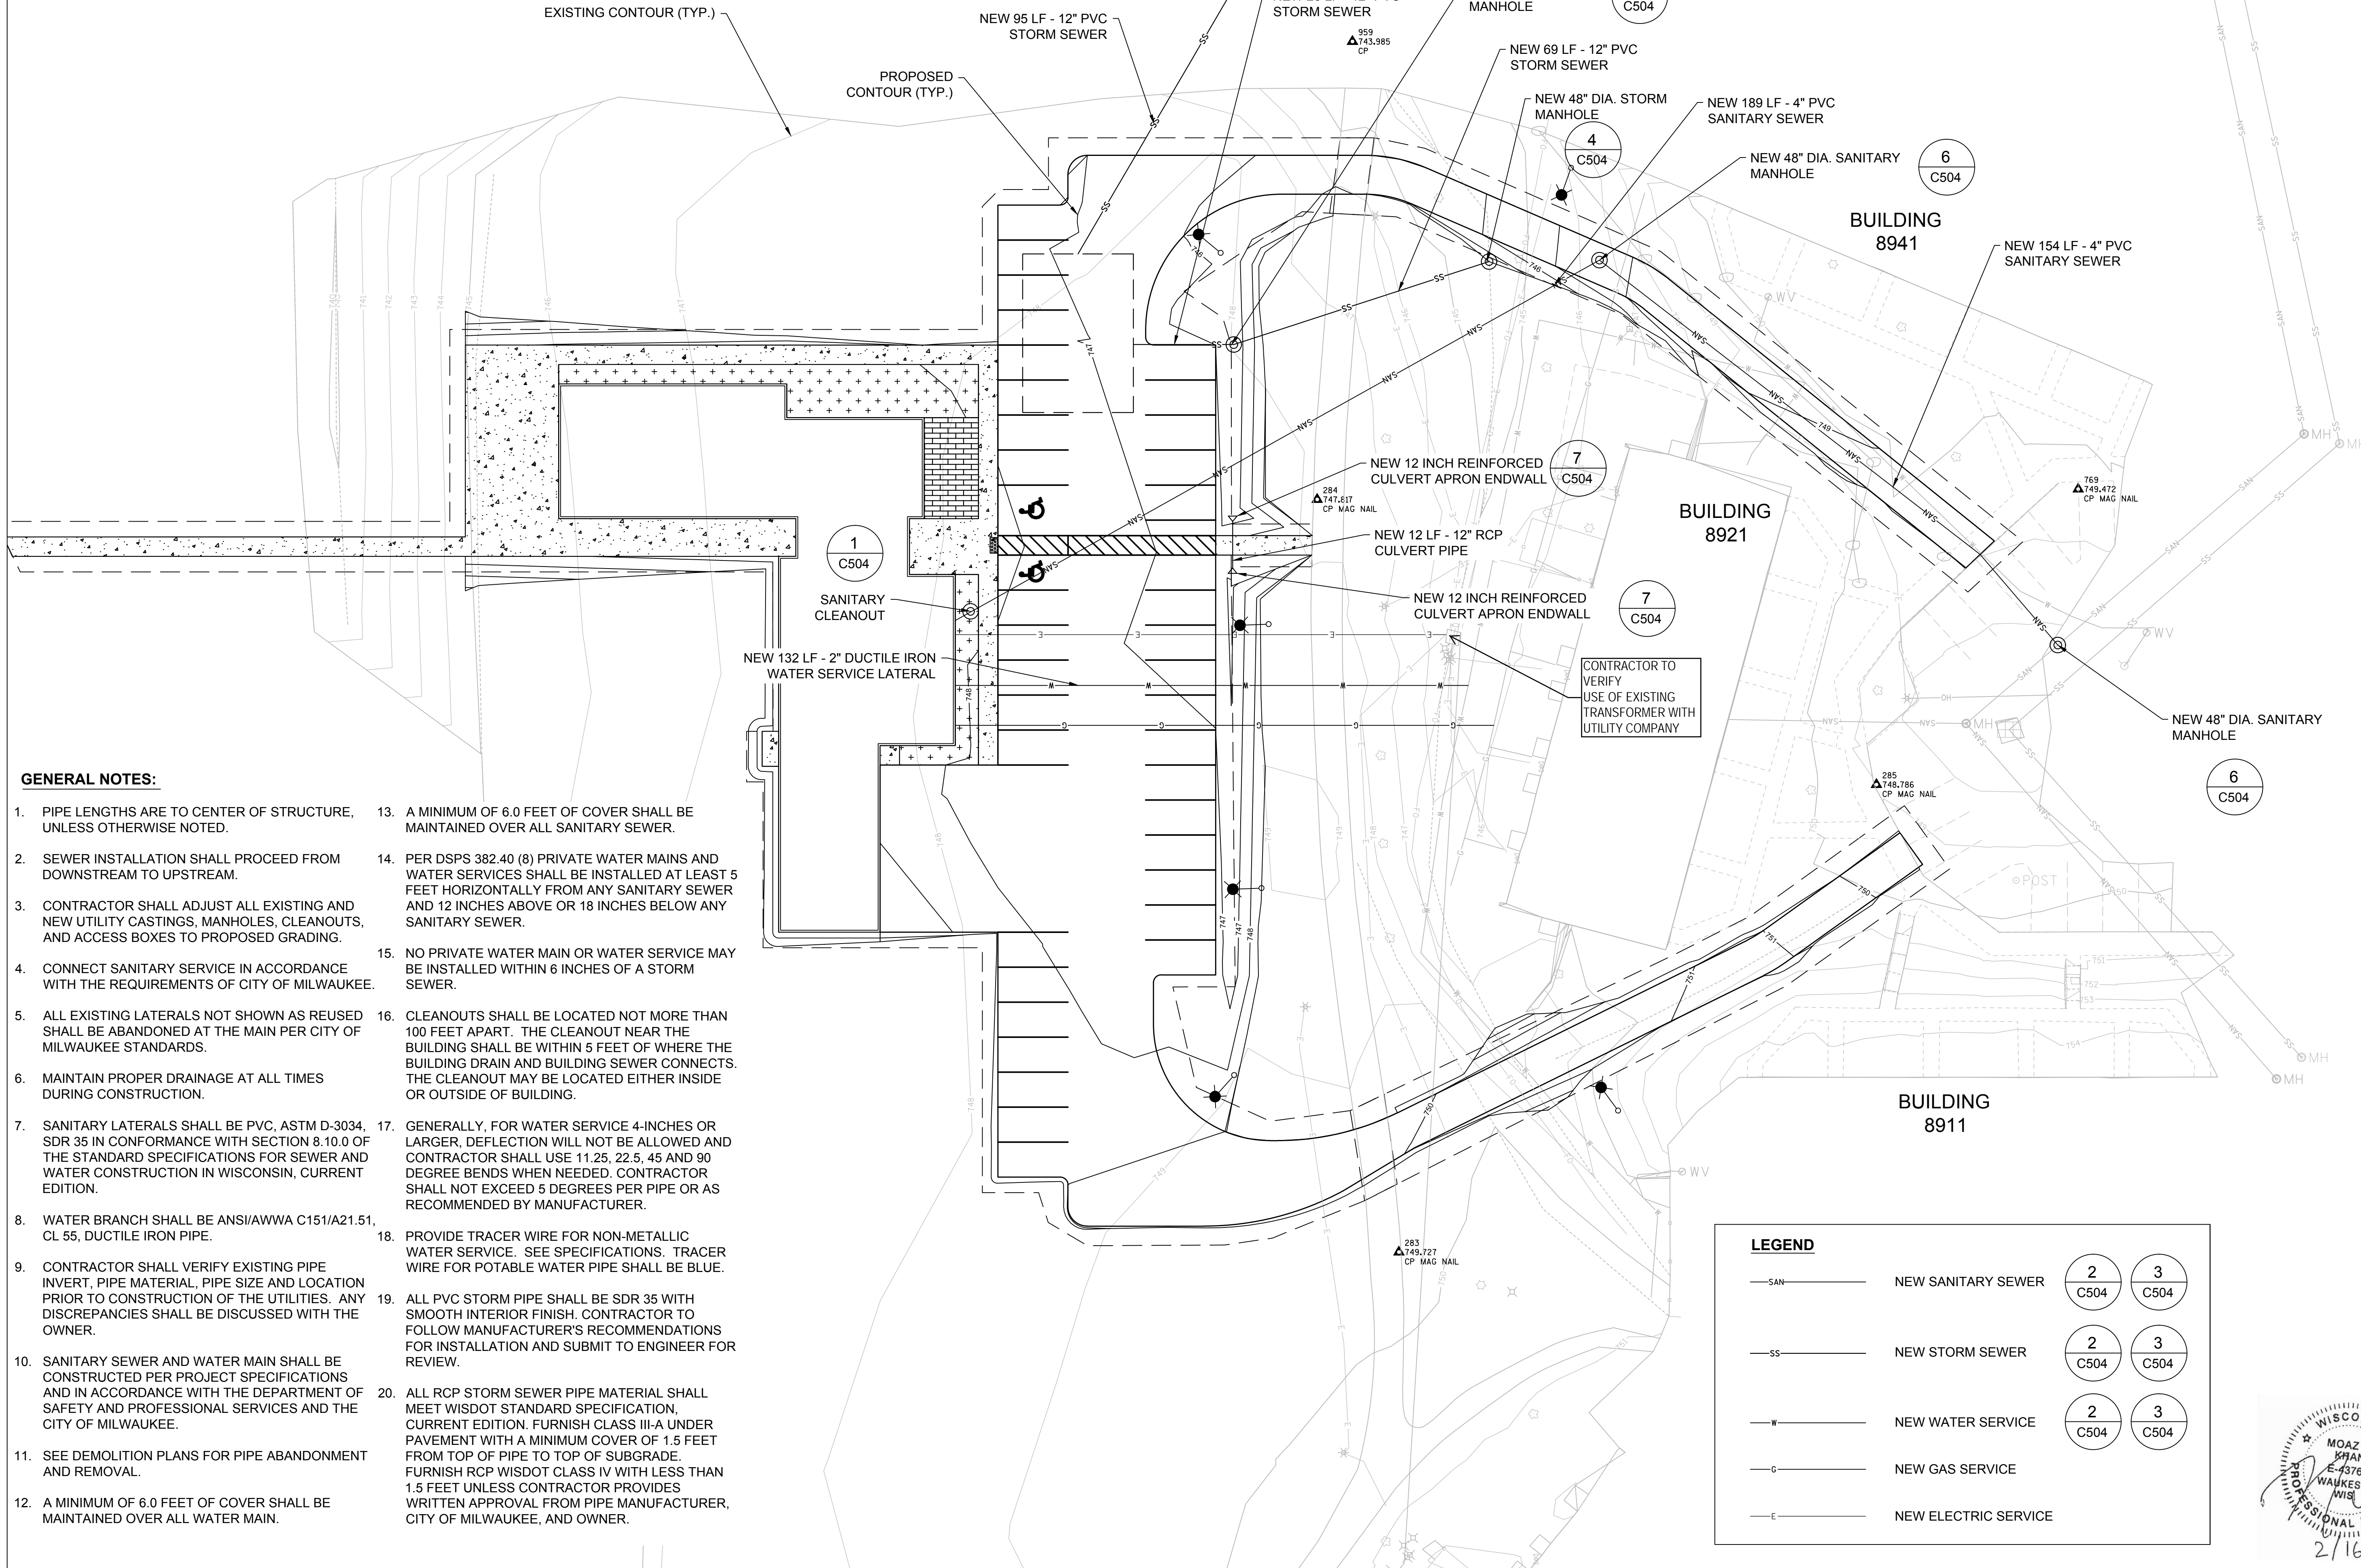 EXISTING CONTOUR (TYP.)
NEW 95 LF - 12" PVC
STORM SEWER
STORM SEWER
MANHOLE
C504
959
743.985
CP
PROPOSED
CONTOUR (TYP.)
NEW 69 LF - 12" PVC
STORM SEWER
NEW 48" DIA. STORM
MANHOLE
4
C504
NEW 189 LF - 4" PVC
SANITARY SEWER
NEW 48" DIA. SANITARY
MANHOLE
6
C504
BUILDING
8941
NEW 154 LF - 4" PVC
SANITARY SEWER
NEW 12 INCH REINFORCED
CULVERT APRON ENDWALL
7
C504
284
747.817
CP MAG NAIL
BUILDING
8921
769
749.472
CP MAG NAIL
NEW 12 LF - 12" RCP
CULVERT PIPE
1
C504
SANITARY
CLEANOUT
NEW 12 INCH REINFORCED
CULVERT APRON ENDWALL
7
C504
NEW 132 LF - 2" DUCTILE IRON
WATER SERVICE LATERAL
CONTRACTOR TO
VERIFY
USE OF EXISTING
TRANSFORMER WITH
UTILITY COMPANY
NEW 48" DIA. SANITARY
MANHOLE
6
C504
285
748.786
CP MAG NAIL
BUILDING
8911
283
749.727
CP MAG NAIL
GENERAL NOTES:
1. PIPE LENGTHS ARE TO CENTER OF STRUCTURE,
UNLESS OTHERWISE NOTED.
2. SEWER INSTALLATION SHALL PROCEED FROM
DOWNSTREAM TO UPSTREAM.
3. CONTRACTOR SHALL ADJUST ALL EXISTING AND
NEW UTILITY CASTINGS, MANHOLES, CLEANOUTS,
AND ACCESS BOXES TO PROPOSED GRADING.
4. CONNECT SANITARY SERVICE IN ACCORDANCE
WITH THE REQUIREMENTS OF CITY OF MILWAUKEE.
5. ALL EXISTING LATERALS NOT SHOWN AS REUSED
SHALL BE ABANDONED AT THE MAIN PER CITY OF
MILWAUKEE STANDARDS.
6. MAINTAIN PROPER DRAINAGE AT ALL TIMES
DURING CONSTRUCTION.
7. SANITARY LATERALS SHALL BE PVC, ASTM D-3034,
SDR 35 IN CONFORMANCE WITH SECTION 8.10.0 OF
THE STANDARD SPECIFICATIONS FOR SEWER AND
WATER CONSTRUCTION IN WISCONSIN, CURRENT
EDITION.
8. WATER BRANCH SHALL BE ANSI/AWWA C151/A21.51,
CL 55, DUCTILE IRON PIPE.
9. CONTRACTOR SHALL VERIFY EXISTING PIPE
INVERT, PIPE MATERIAL, PIPE SIZE AND LOCATION
PRIOR TO CONSTRUCTION OF THE UTILITIES. ANY
DISCREPANCIES SHALL BE DISCUSSED WITH THE
OWNER.
10. SANITARY SEWER AND WATER MAIN SHALL BE
CONSTRUCTED PER PROJECT SPECIFICATIONS
AND IN ACCORDANCE WITH THE DEPARTMENT OF
SAFETY AND PROFESSIONAL SERVICES AND THE
CITY OF MILWAUKEE.
11. SEE DEMOLITION PLANS FOR PIPE ABANDONMENT
AND REMOVAL.
12. A MINIMUM OF 6.0 FEET OF COVER SHALL BE
MAINTAINED OVER ALL WATER MAIN.
13. A MINIMUM OF 6.0 FEET OF COVER SHALL BE
MAINTAINED OVER ALL SANITARY SEWER.
14. PER DSPS 382.40 (8) PRIVATE WATER MAINS AND
WATER SERVICES SHALL BE INSTALLED AT LEAST 5
FEET HORIZONTALLY FROM ANY SANITARY SEWER
AND 12 INCHES ABOVE OR 18 INCHES BELOW ANY
SANITARY SEWER.
15. NO PRIVATE WATER MAIN OR WATER SERVICE MAY
BE INSTALLED WITHIN 6 INCHES OF A STORM
SEWER.
16. CLEANOUTS SHALL BE LOCATED NOT MORE THAN
100 FEET APART. THE CLEANOUT NEAR THE
BUILDING SHALL BE WITHIN 5 FEET OF WHERE THE
BUILDING DRAIN AND BUILDING SEWER CONNECTS.
THE CLEANOUT MAY BE LOCATED EITHER INSIDE
OR OUTSIDE OF BUILDING.
17. GENERALLY, FOR WATER SERVICE 4-INCHES OR
LARGER, DEFLECTION WILL NOT BE ALLOWED AND
CONTRACTOR SHALL USE 11.25, 22.5, 45 AND 90
DEGREE BENDS WHEN NEEDED. CONTRACTOR
SHALL NOT EXCEED 5 DEGREES PER PIPE OR AS
RECOMMENDED BY MANUFACTURER.
18. PROVIDE TRACER WIRE FOR NON-METALLIC
WATER SERVICE. SEE SPECIFICATIONS. TRACER
WIRE FOR POTABLE WATER PIPE SHALL BE BLUE.
19. ALL PVC STORM PIPE SHALL BE SDR 35 WITH
SMOOTH INTERIOR FINISH. CONTRACTOR TO
FOLLOW MANUFACTURER'S RECOMMENDATIONS
FOR INSTALLATION AND SUBMIT TO ENGINEER FOR
REVIEW.
20. ALL RCP STORM SEWER PIPE MATERIAL SHALL
MEET WISDOT STANDARD SPECIFICATION,
CURRENT EDITION. FURNISH CLASS III-A UNDER
PAVEMENT WITH A MINIMUM COVER OF 1.5 FEET
FROM TOP OF PIPE TO TOP OF SUBGRADE.
FURNISH RCP WISDOT CLASS IV WITH LESS THAN
1.5 FEET UNLESS CONTRACTOR PROVIDES
WRITTEN APPROVAL FROM PIPE MANUFACTURER,
CITY OF MILWAUKEE, AND OWNER.
LEGEND
SAN NEW SANITARY SEWER 2 C504 3 C504
SS NEW STORM SEWER 2 C504 3 C504
W NEW WATER SERVICE 2 C504 3 C504
G NEW GAS SERVICE
E NEW ELECTRIC SERVICE
MOAZ
PROFESSIONAL
2/16